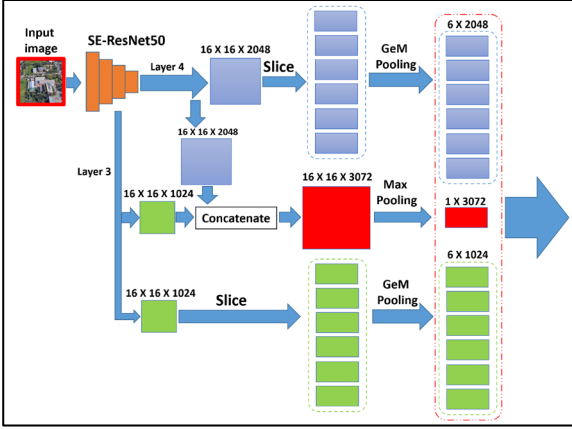 Input
image
SE-ResNet50
Layer 4
16 X 16 X 2048
Slice
GeM
Pooling
6 X 2048
16 X 16 X 2048
Layer 3
16 X 16 X 1024
Concatenate
16 X 16 X 3072
Max
Pooling
1 X 3072
16 X 16 X 1024
Slice
GeM
Pooling
6 X 1024